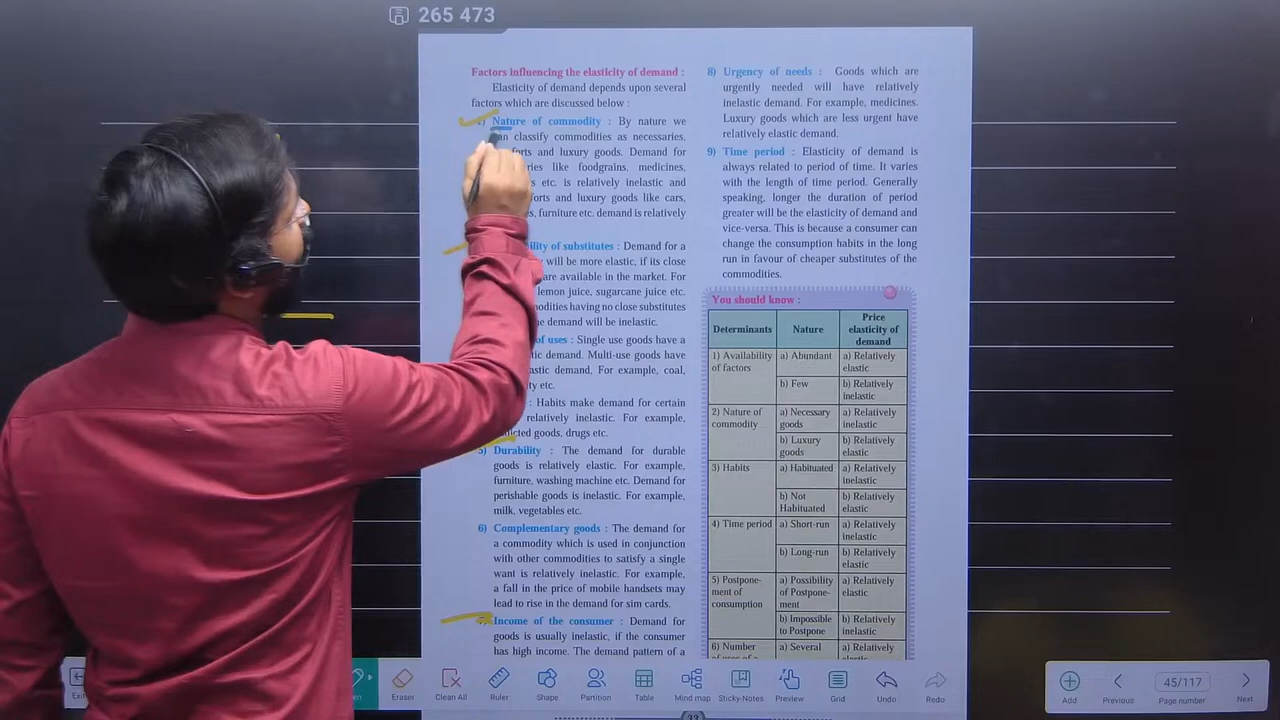 265 473
Factors influencing the elasticity of demand :
Elasticity of demand depends upon several
factors which are discussed below :
Nature of commodity : By nature we
classify commodities as necessaries,
and luxury goods. Demand for
like foodgrains, medicines,
etc. is relatively inelastic and
and luxury goods like cars,
furniture etc. demand is relatively
of substitutes : Demand for a
will be more elastic, if its close
are available in the market. For
lemon juice, sugarcane juice etc.
having no close substitutes
demand will be inelastic.
of uses : Single use goods have a
demand. Multi-use goods have
demand, For example, coal,
etc.
: Habits make demand for certain
relatively inelastic. For example,
goods, drugs etc.
5) Durability : The demand for durable
goods is relatively elastic. For example,
furniture, washing machine etc. Demand for
perishable goods is inelastic. For example,
milk, vegetables etc.
6) Complementary goods : The demand for
a commodity which is used in conjunction
with other commodities to satisfy a single
want is relatively inelastic. For example,
a fall in the price of mobile handsets may
lead to rise in the demand for sim cards.
Income of the consumer : Demand for
goods is usually inelastic, if the consumer
has high income. The demand pattern of a
8) Urgency of needs : Goods which are
urgently needed will have relatively
inelastic demand. For example, medicines.
Luxury goods which are less urgent have
relatively elastic demand.
9) Time period : Elasticity of demand is
always related to period of time. It varies
with the length of time period. Generally
speaking, longer the duration of period
greater will be the elasticity of demand and
vice-versa. This is because a consumer can
change the consumption habits in the long
run in favour of cheaper substitutes of the
commodities.
You should know :
Determinants Nature Price elasticity of demand
1) Availability of factors a) Abundant a) Relatively elastic
b) Few b) Relatively inelastic
2) Nature of commodity a) Necessary goods a) Relatively inelastic
b) Luxury goods b) Relatively elastic
3) Habits a) Habituated a) Relatively inelastic
b) Not Habituated b) Relatively elastic
4) Time period a) Short-run a) Relatively inelastic
b) Long-run b) Relatively elastic
5) Postpone-ment of consumption a) Possibility of Postpone-ment a) Relatively elastic
b) Impossible to Postpone b) Relatively inelastic
6) Number a) Several a) Relatively
33
Eraser Clean All Ruler Shape Partition Table Mind map Sticky-Notes Preview Grid Undo Redo
Add Previous 45/117 Page number Next